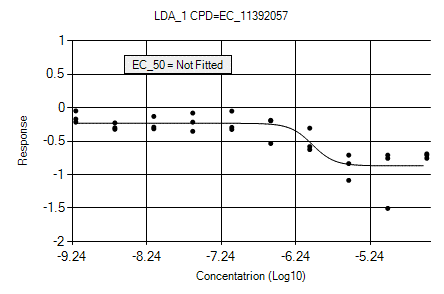 LDA_1 CPD=EC_11392057
1
EC_50 = Not Fitted
0.5
0
-0.5
-1
-1.5
-2
Response
-9.24 -8.24 -7.24 -6.24 -5.24
Concentatrion (Log10)